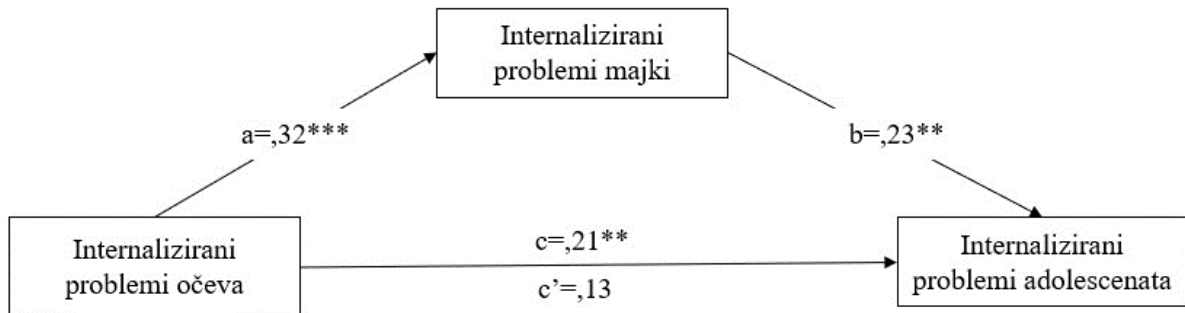 Internalizirani
problemi majki
a=,32***
b=,23**
Internalizirani
problemi očeva
c=,21**
c’=,13
Internalizirani
problemi adolescenata